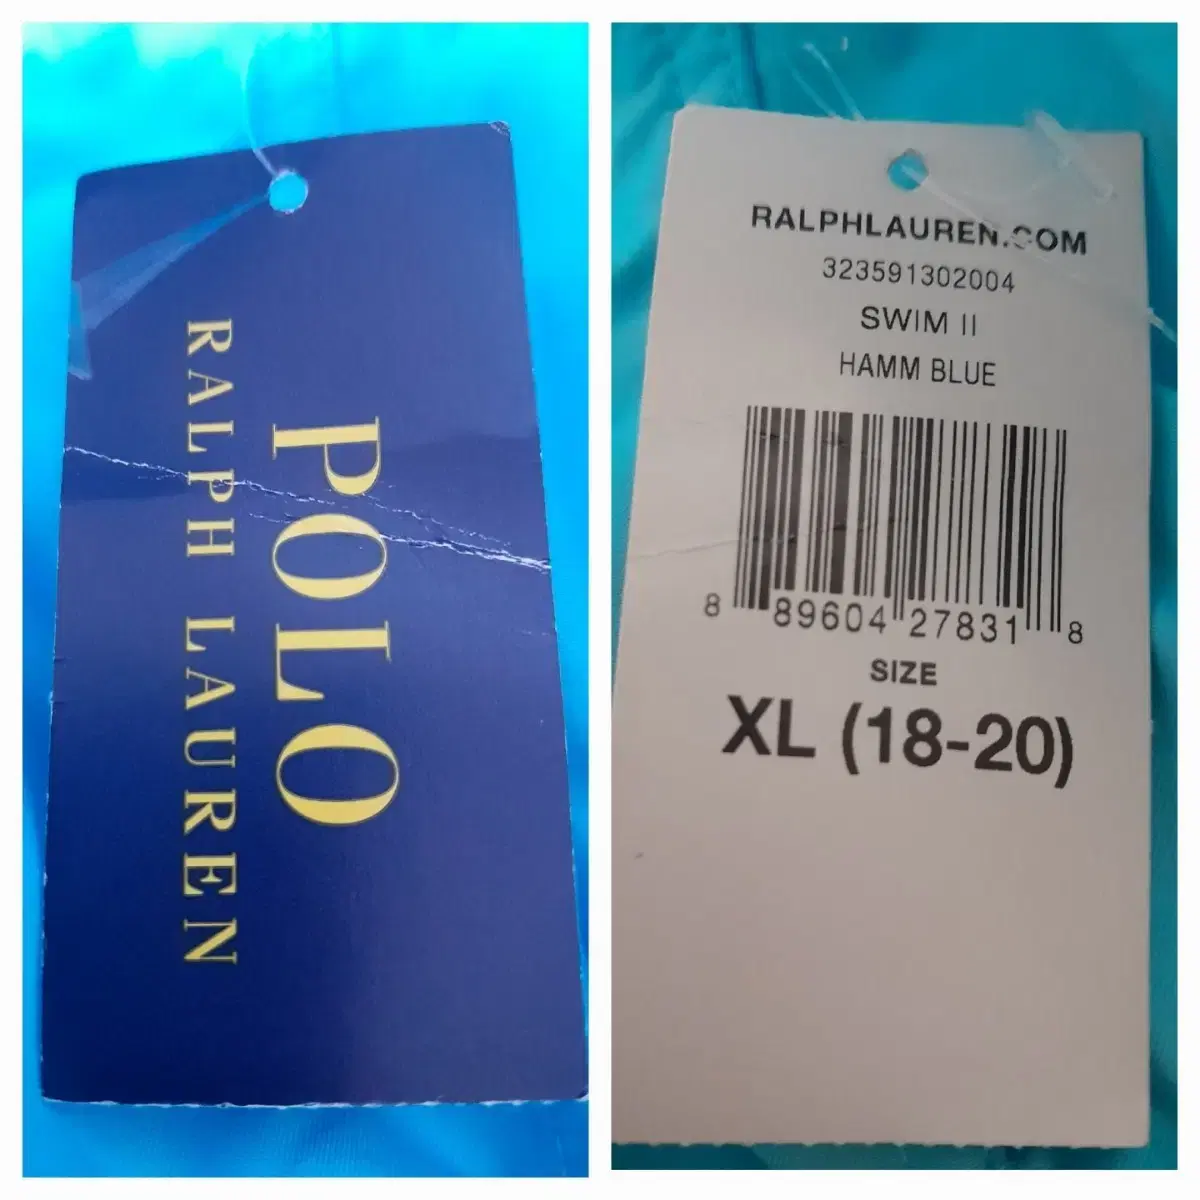 POLO
RALPH LAUREN
RALPHLAUREN.COM
323591302004
SWIM II
HAMM BLUE
8 89604 27831 8
SIZE
XL (18-20)